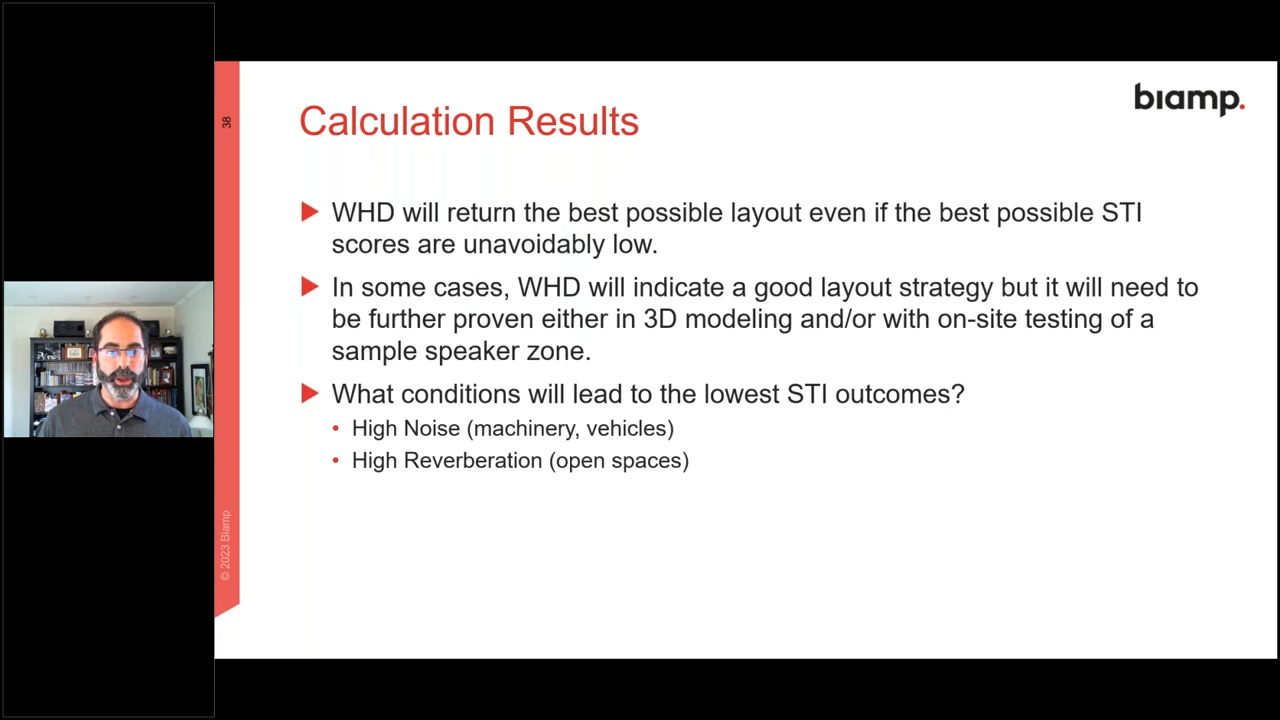 biamp.
38
Calculation Results
WHD will return the best possible layout even if the best possible STI
scores are unavoidably low.
In some cases, WHD will indicate a good layout strategy but it will need to
be further proven either in 3D modeling and/or with on-site testing of a
sample speaker zone.
What conditions will lead to the lowest STI outcomes?
• High Noise (machinery, vehicles)
• High Reverberation (open spaces)
© 2023 Biamp